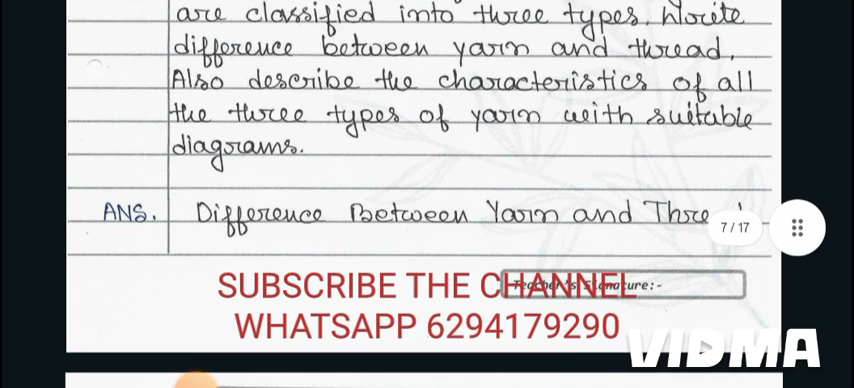 are classified into three types. Write
difference between yarn and thread.
Also describe the characteristics of all
the three types of yarn with suitable
diagrams.
ANS. Difference Between Yarn and
7 / 17
Teacher's Signature:-
SUBSCRIBE THE CHANNEL
WHATSAPP 6294179290
VIDMA